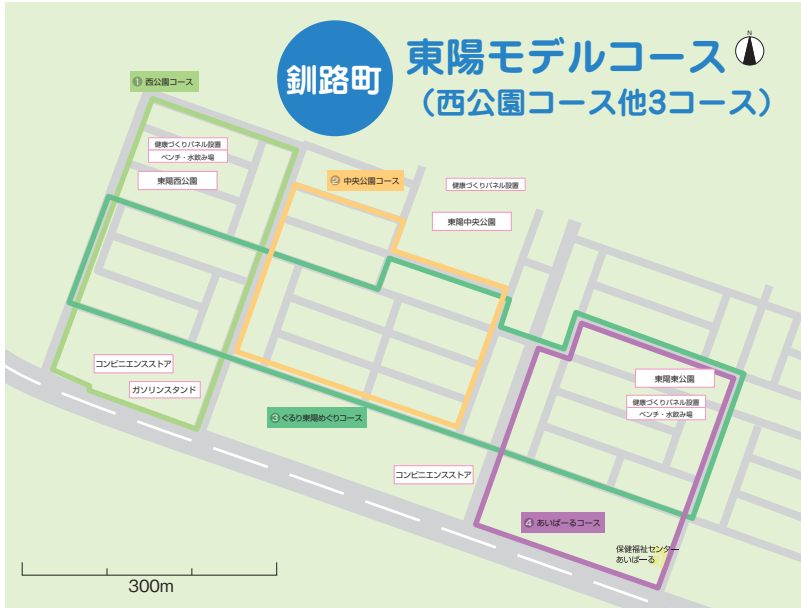 釧路町
東陽モデルコース
（西公園コース他3コース）
N
① 西公園コース
健康づくりパネル設置
ベンチ・水飲み場
東陽西公園
② 中央公園コース
健康づくりパネル設置
東陽中央公園
コンビニエンスストア
ガソリンスタンド
③ ぐるり東陽めぐりコース
東陽東公園
健康づくりパネル設置
ベンチ・水飲み場
コンビニエンスストア
④ あいぱーるコース
保健福祉センター
あいぱーる
300m